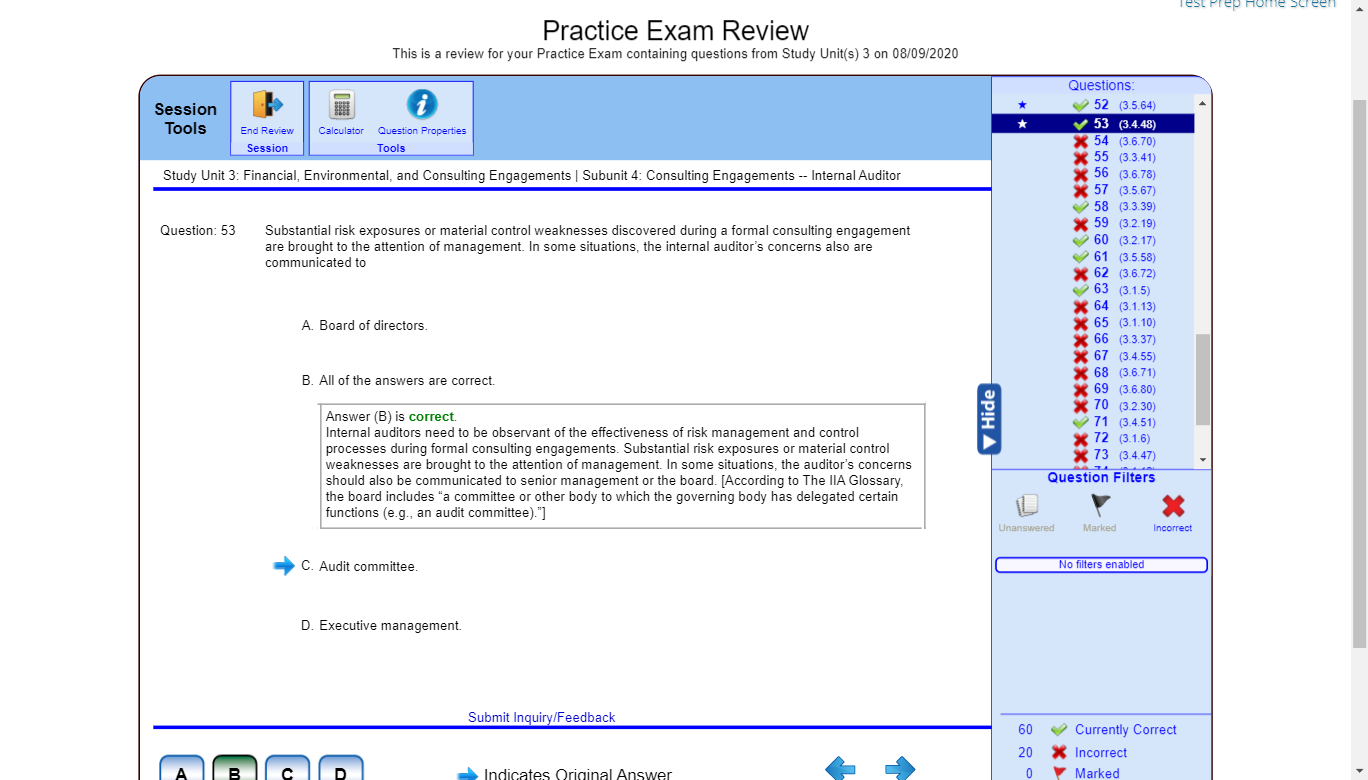 Test Prep Home Screen
Practice Exam Review
This is a review for your Practice Exam containing questions from Study Unit(s) 3 on 08/09/2020
Session
Tools
End Review
Session
Calculator
Question Properties
Tools
Study Unit 3: Financial, Environmental, and Consulting Engagements | Subunit 4: Consulting Engagements -- Internal Auditor
Question: 53
Substantial risk exposures or material control weaknesses discovered during a formal consulting engagement
are brought to the attention of management. In some situations, the internal auditor's concerns also are
communicated to
A. Board of directors.
B. All of the answers are correct.
Answer (B) is correct.
Internal auditors need to be observant of the effectiveness of risk management and control
processes during formal consulting engagements. Substantial risk exposures or material control
weaknesses are brought to the attention of management. In some situations, the auditor's concerns
should also be communicated to senior management or the board. [According to The IIA Glossary,
the board includes “a committee or other body to which the governing body has delegated certain
functions (e.g., an audit committee).”]
C. Audit committee.
D. Executive management.
Submit Inquiry/Feedback
A B C D
Indicates Original Answer
Hide
Questions:
52 (3.5.64)
53 (3.4.48)
54 (3.6.70)
55 (3.3.41)
56 (3.6.78)
57 (3.5.67)
58 (3.3.39)
59 (3.2.19)
60 (3.2.17)
61 (3.5.58)
62 (3.6.72)
63 (3.1.5)
64 (3.1.13)
65 (3.1.10)
66 (3.3.37)
67 (3.4.55)
68 (3.6.71)
69 (3.6.80)
70 (3.2.30)
71 (3.4.51)
72 (3.1.6)
73 (3.4.47)
Question Filters
Unanswered
Marked
Incorrect
No filters enabled
60 Currently Correct
20 Incorrect
0 Marked